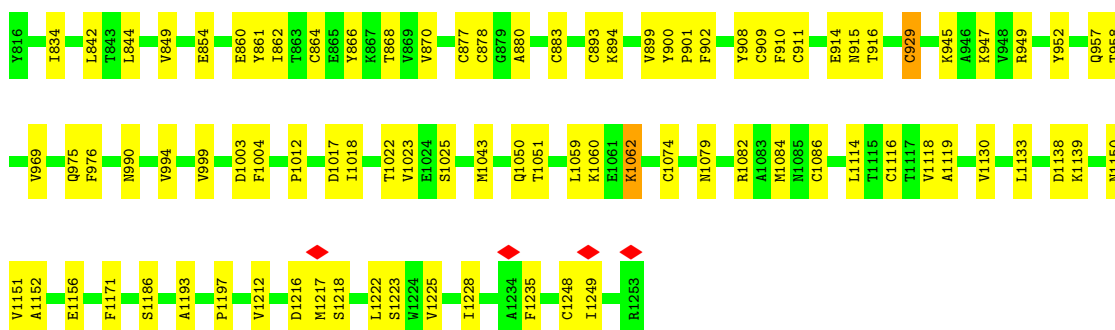 Y816 I834 L842 T843 L844 V849 E854 E860 Y861 I862 T863 C864 E865 Y866 K867 T868 V869 V870 C877 C878 G879 A880 C883 C893 K894 V899 Y900 P901 F902 Y908 C909 F910 C911 E914 N915 T916 C929 K945 A946 K947 V948 R949 Y952 Q957 T958
V969 Q975 F976 N990 V994 V999 D1003 F1004 P1012 D1017 I1018 T1022 V1023 E1024 S1025 M1043 Q1050 T1051 L1059 K1060 E1061 K1062 C1074 N1079 R1082 A1083 M1084 N1085 C1086 L1114 T1115 C1116 T1117 V1118 A1119 V1130 L1133 D1138 K1139 N1150
V1151 A1152 E1156 F1171 S1186 A1193 P1197 V1212 D1216 M1217 S1218 L1222 S1223 W1224 V1225 I1228 A1234 F1235 C1248 I1249 R1253